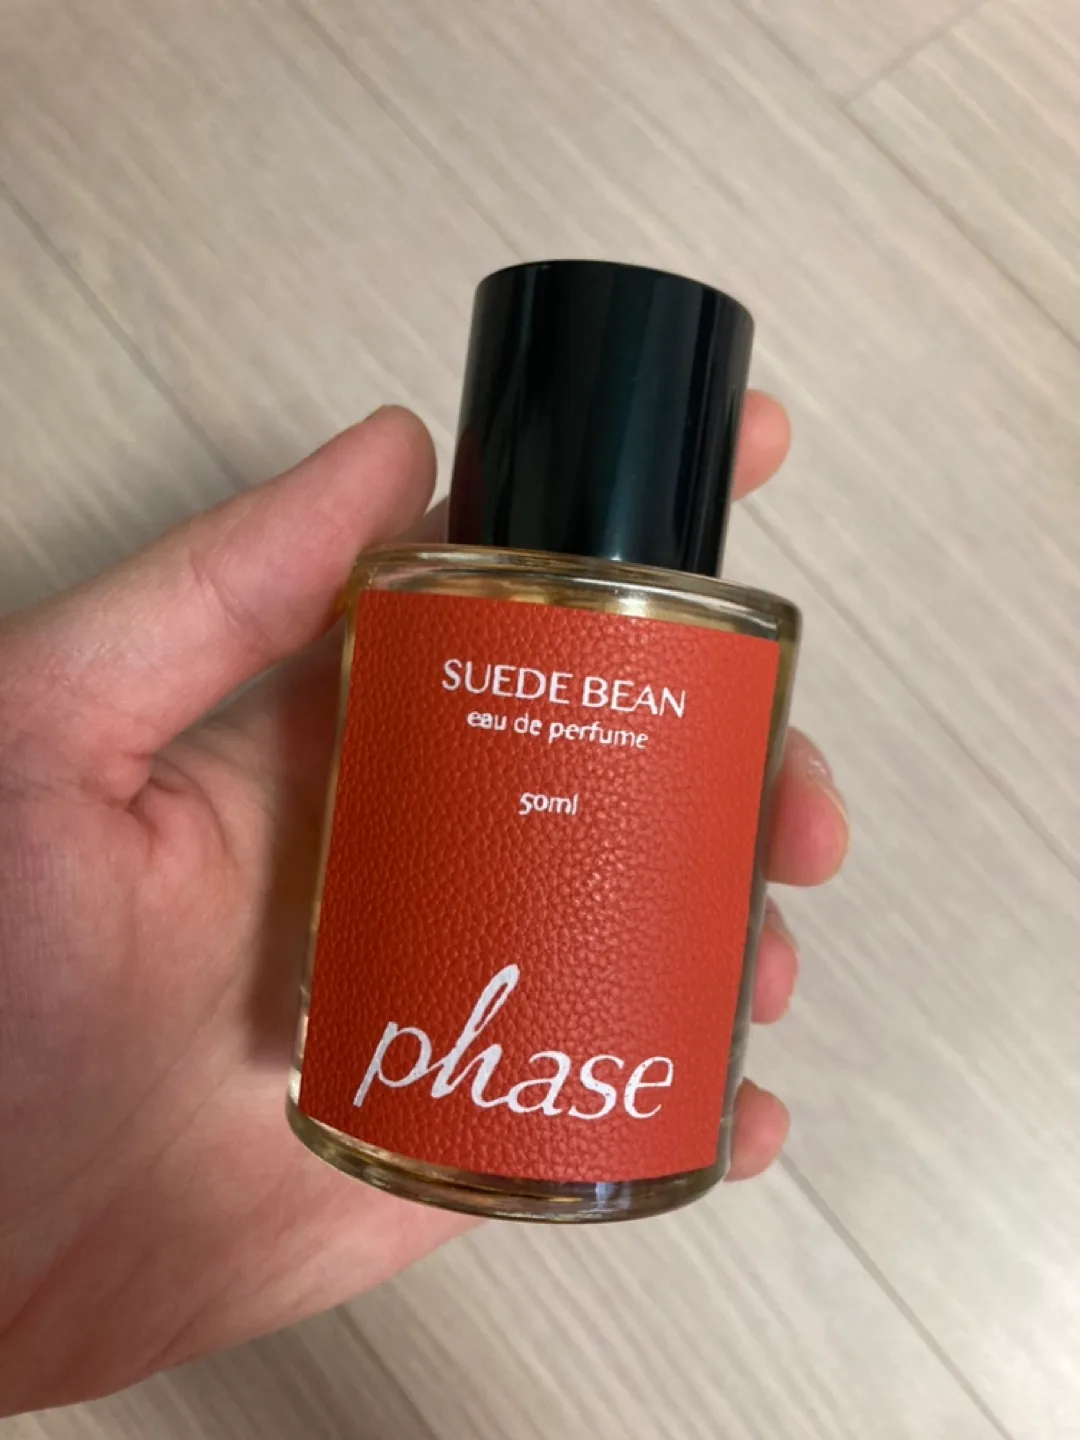 SUEDE BEAN
eau de perfume
50ml
phase